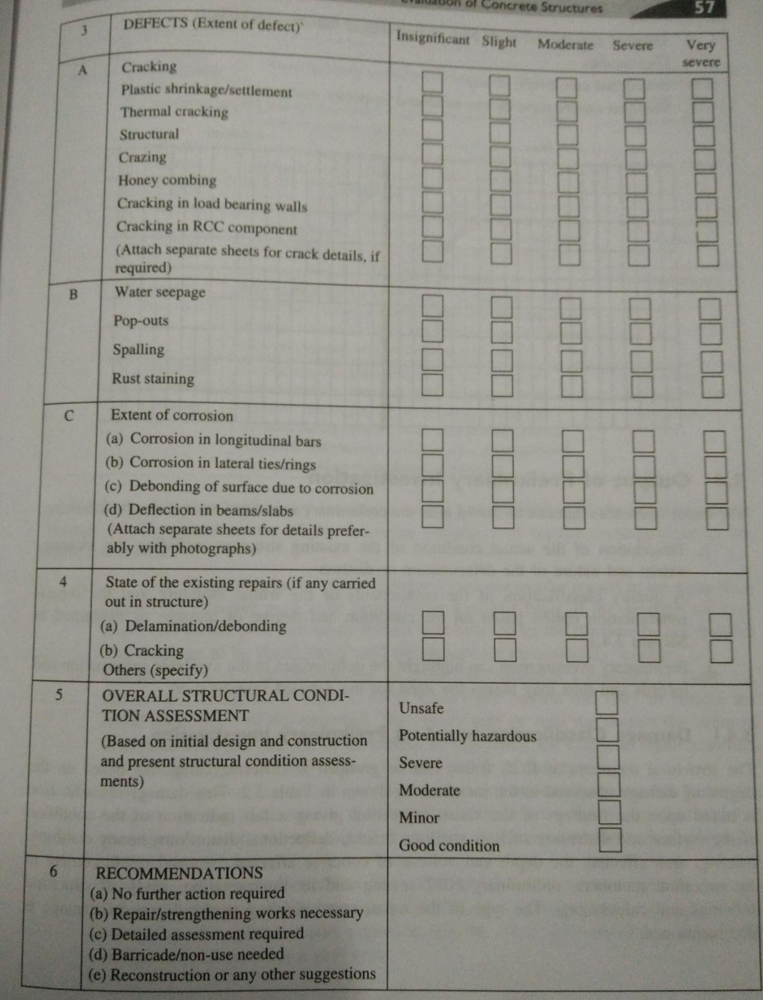 Evaluation of Concrete Structures 57
3 DEFECTS (Extent of defect) Insignificant Slight Moderate Severe Very severe
A Cracking
Plastic shrinkage/settlement
Thermal cracking
Structural
Crazing
Honey combing
Cracking in load bearing walls
Cracking in RCC component
(Attach separate sheets for crack details, if
required)
B Water seepage
Pop-outs
Spalling
Rust staining
C Extent of corrosion
(a) Corrosion in longitudinal bars
(b) Corrosion in lateral ties/rings
(c) Debonding of surface due to corrosion
(d) Deflection in beams/slabs
(Attach separate sheets for details prefer-
ably with photographs)
4 State of the existing repairs (if any carried
out in structure)
(a) Delamination/debonding
(b) Cracking
Others (specify)
5 OVERALL STRUCTURAL CONDI-
TION ASSESSMENT
(Based on initial design and construction
and present structural condition assess-
ments)
Unsafe
Potentially hazardous
Severe
Moderate
Minor
Good condition
6 RECOMMENDATIONS
(a) No further action required
(b) Repair/strengthening works necessary
(c) Detailed assessment required
(d) Barricade/non-use needed
(e) Reconstruction or any other suggestions